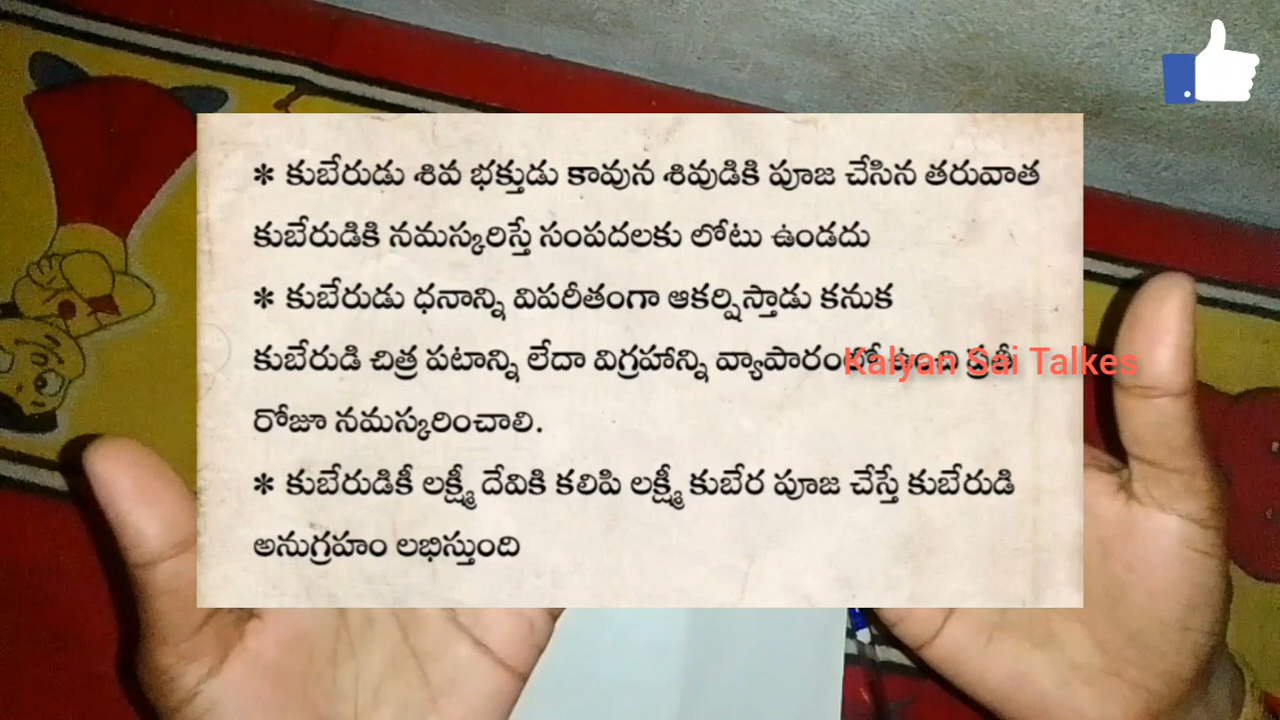 * కుబేరుడు శివ భక్తుడు కావున శివుడికి పూజ చేసిన తరువాత
కుబేరుడికి నమస్కరిస్తే సంపదలకు లోటు ఉండదు
* కుబేరుడు ధనాన్ని విపరీతంగా ఆకర్షిస్తాడు కనుక
కుబేరుడి చిత్ర పటాన్ని లేదా విగ్రహాన్ని
Kalyan Sai Talkes
రోజూ నమస్కరించాలి.
* కుబేరుడికీ లక్ష్మీ దేవికి కలిపి లక్ష్మీ కుబేర పూజ చేస్తే కుబేరుడి
అనుగ్రహం లభిస్తుంది